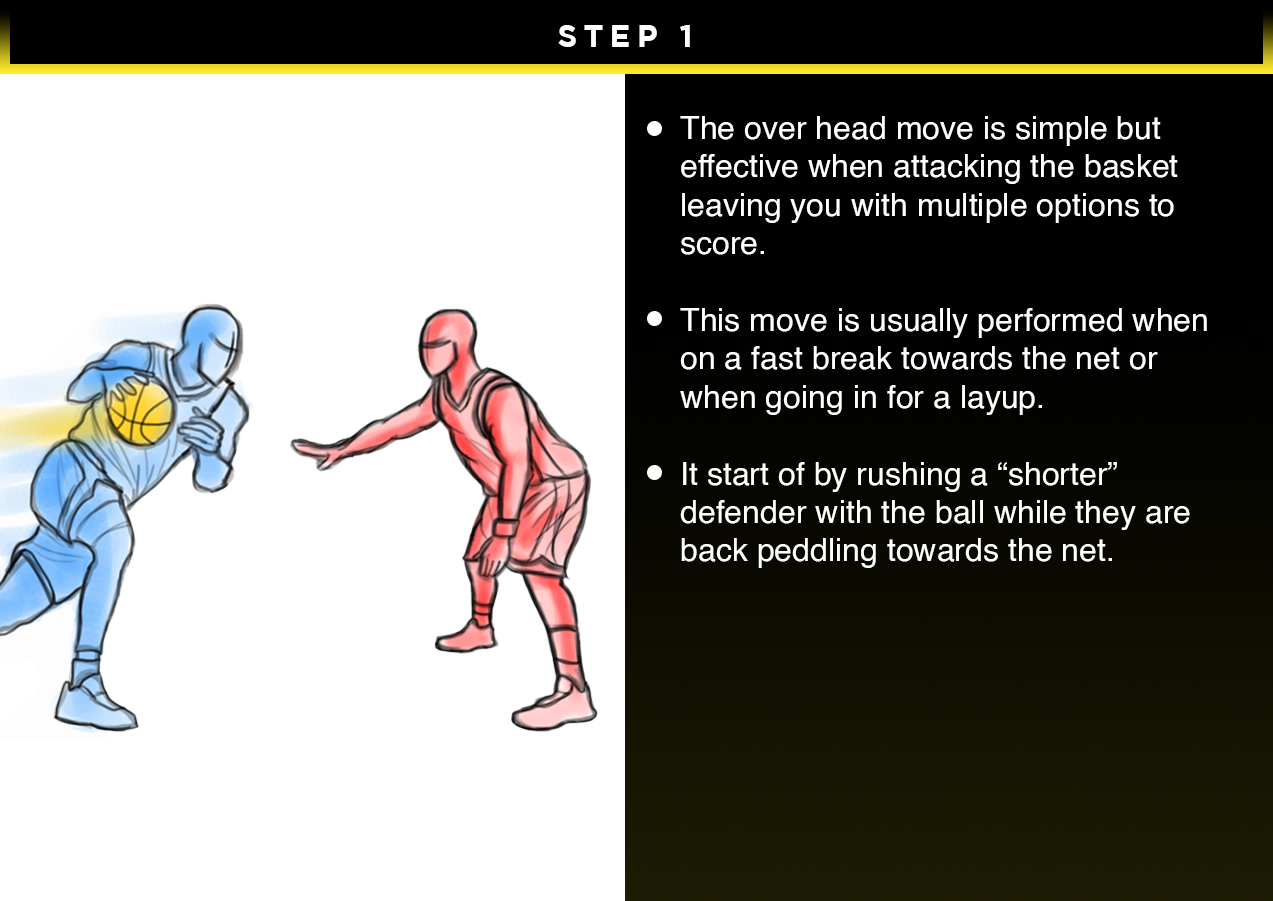 STEP 1
• The over head move is simple but
effective when attacking the basket
leaving you with multiple options to
score.
• This move is usually performed when
on a fast break towards the net or
when going in for a layup.
• It start of by rushing a “shorter”
defender with the ball while they are
back peddling towards the net.